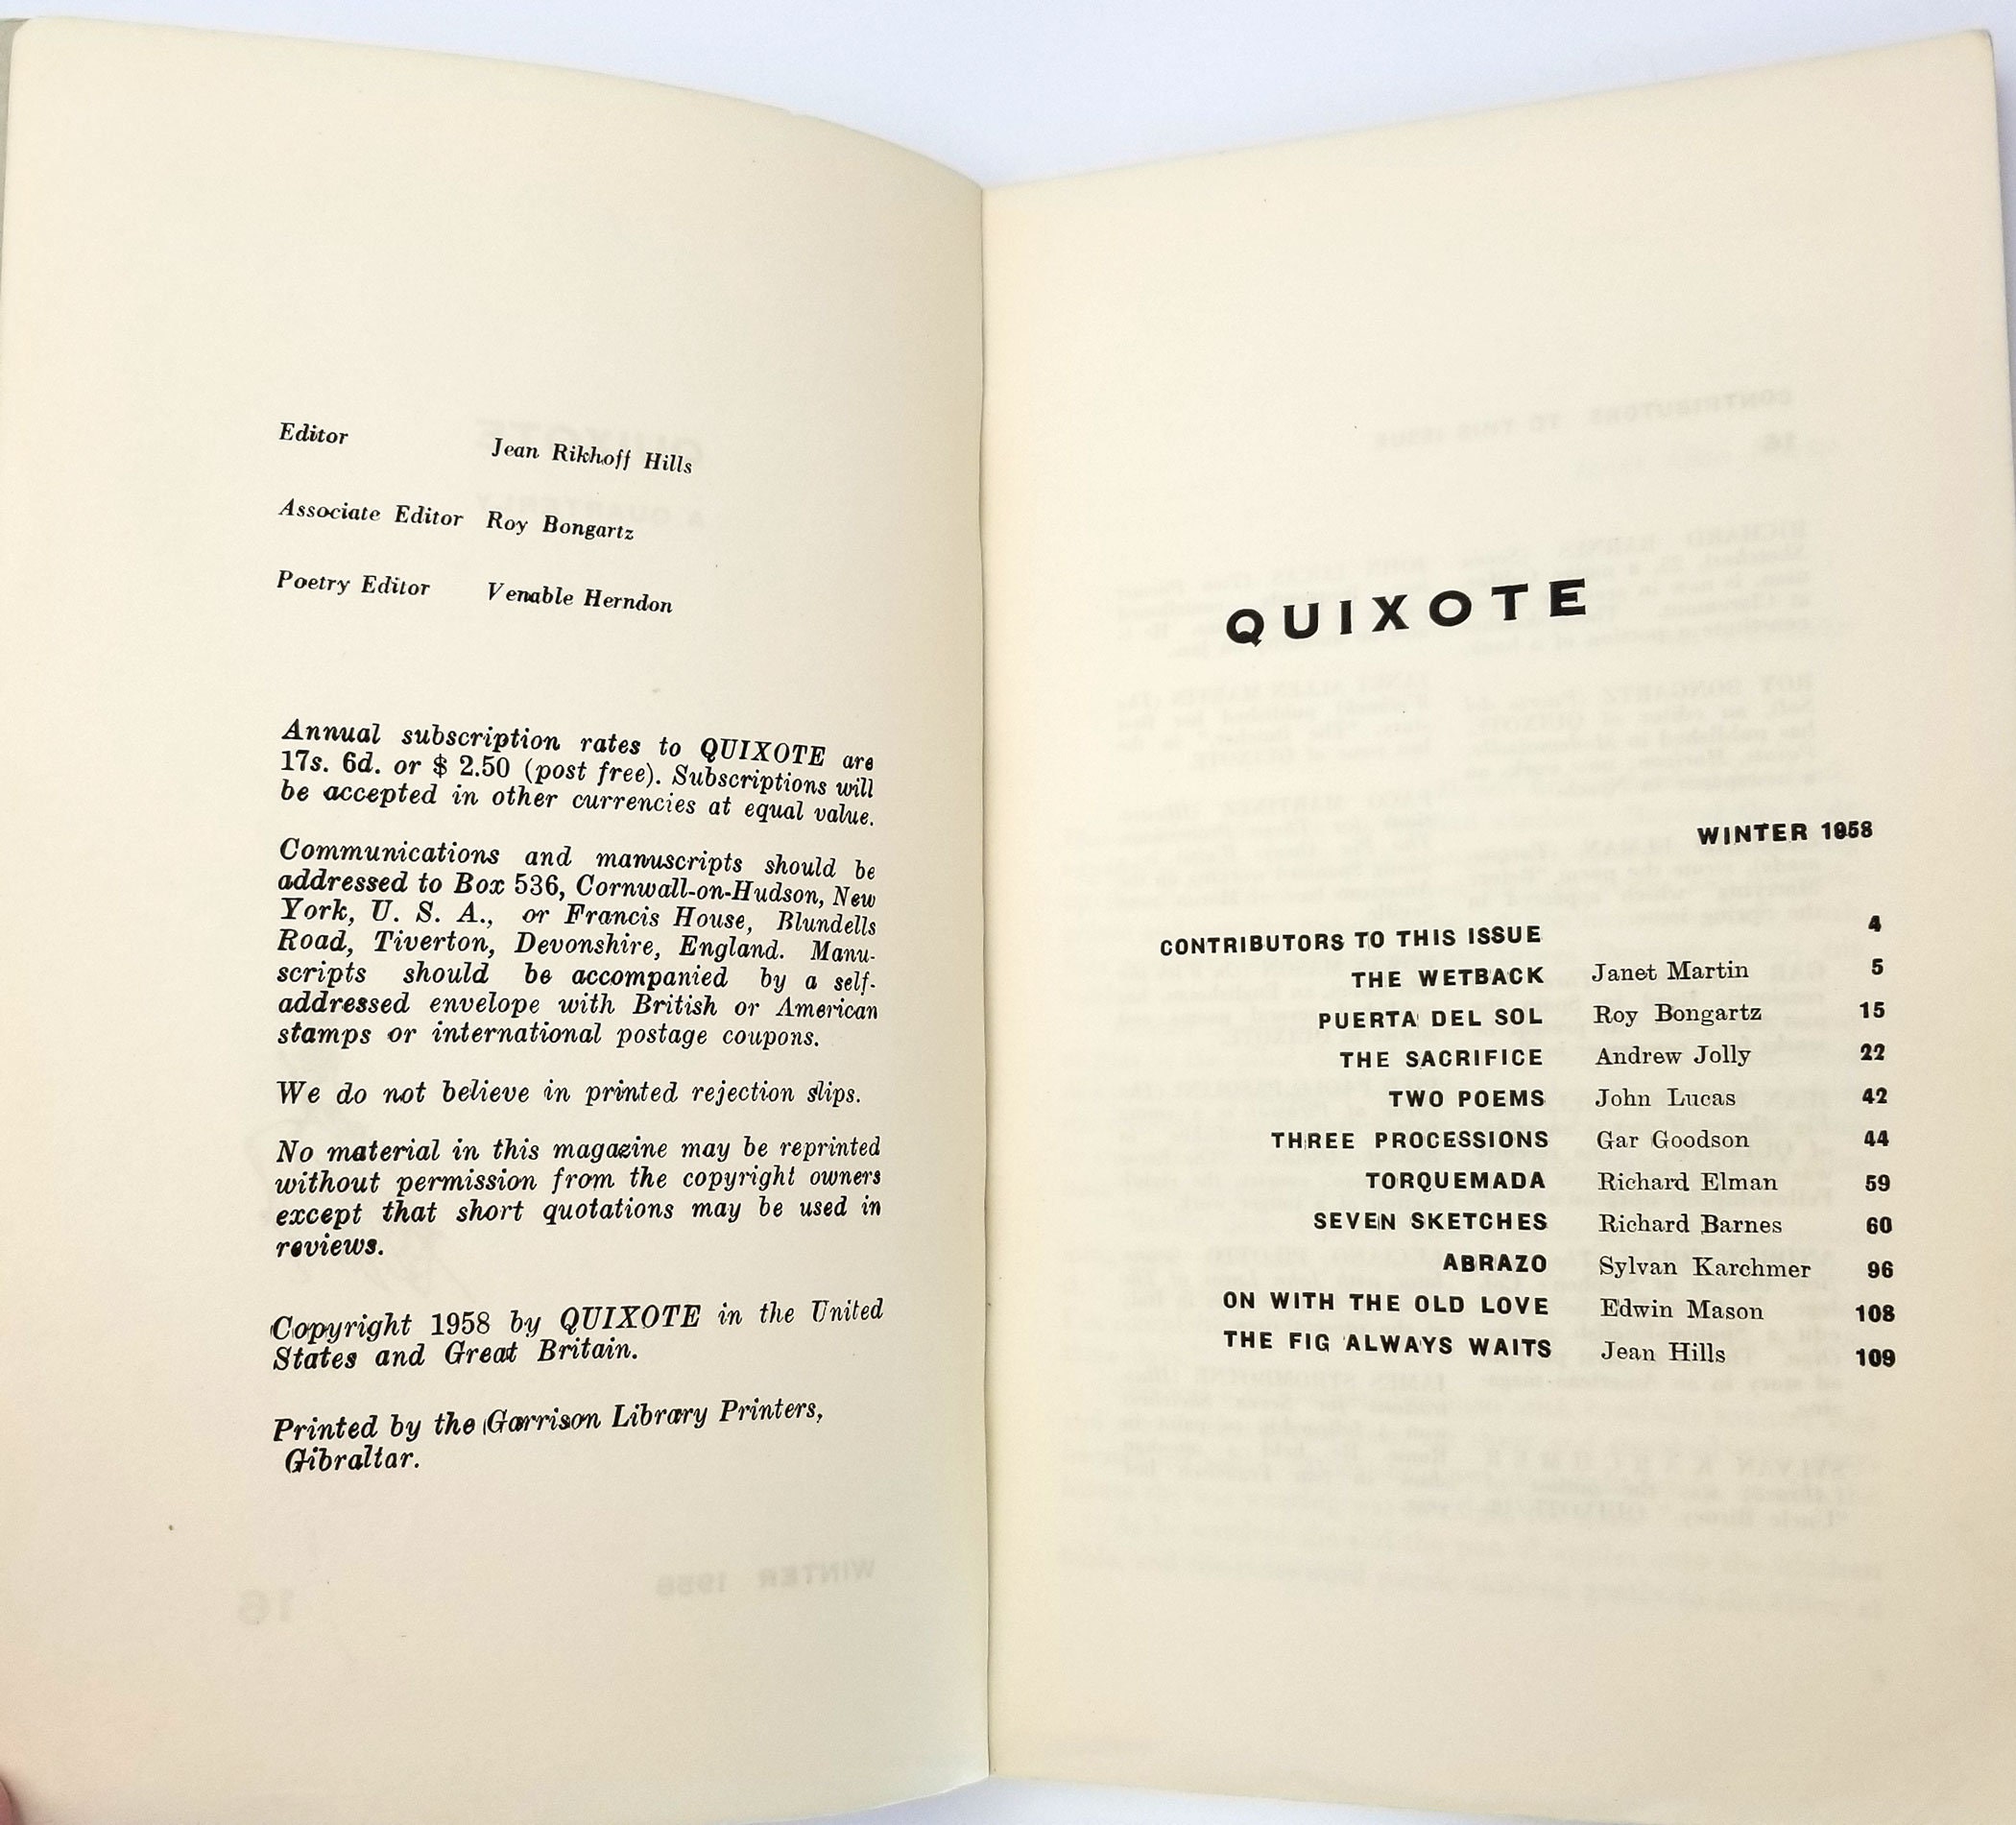 Editor Jean Rikhoff Hills
Associate Editor Roy Bongartz
Poetry Editor Venable Herndon
Annual subscription rates to QUIXOTE are
17s. 6d. or $ 2.50 (post free). Subscriptions will
be accepted in other currencies at equal value.
Communications and manuscripts should be
addressed to Box 536, Cornwall-on-Hudson, New
York, U. S. A., or Francis House, Blundells
Road, Tiverton, Devonshire, England. Manu-
scripts should be accompanied by a self-
addressed envelope with British or American
stamps or international postage coupons.
We do not believe in printed rejection slips.
No material in this magazine may be reprinted
without permission from the copyright owners
except that short quotations may be used in
reviews.
Copyright 1958 by QUIXOTE in the United
States and Great Britain.
Printed by the Garrison Library Printers,
Gibraltar.
QUIXOTE
WINTER 1958
CONTRIBUTORS TO THIS ISSUE 4
THE WETBACK Janet Martin 5
PUERTA DEL SOL Roy Bongartz 15
THE SACRIFICE Andrew Jolly 22
TWO POEMS John Lucas 42
THREE PROCESSIONS Gar Goodson 44
TORQUEMADA Richard Elman 59
SEVEN SKETCHES Richard Barnes 60
ABRAZO Sylvan Karchmer 96
ON WITH THE OLD LOVE Edwin Mason 108
THE FIG ALWAYS WAITS Jean Hills 109